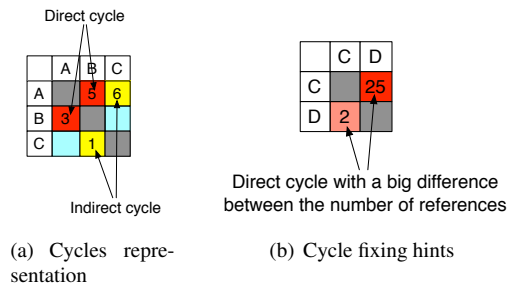 Direct cycle
A B C
A 5 6
B 3
C 1
Indirect cycle
(a) Cycles repre-
sentation
C D
C 25
D 2
Direct cycle with a big difference
between the number of references
(b) Cycle fixing hints